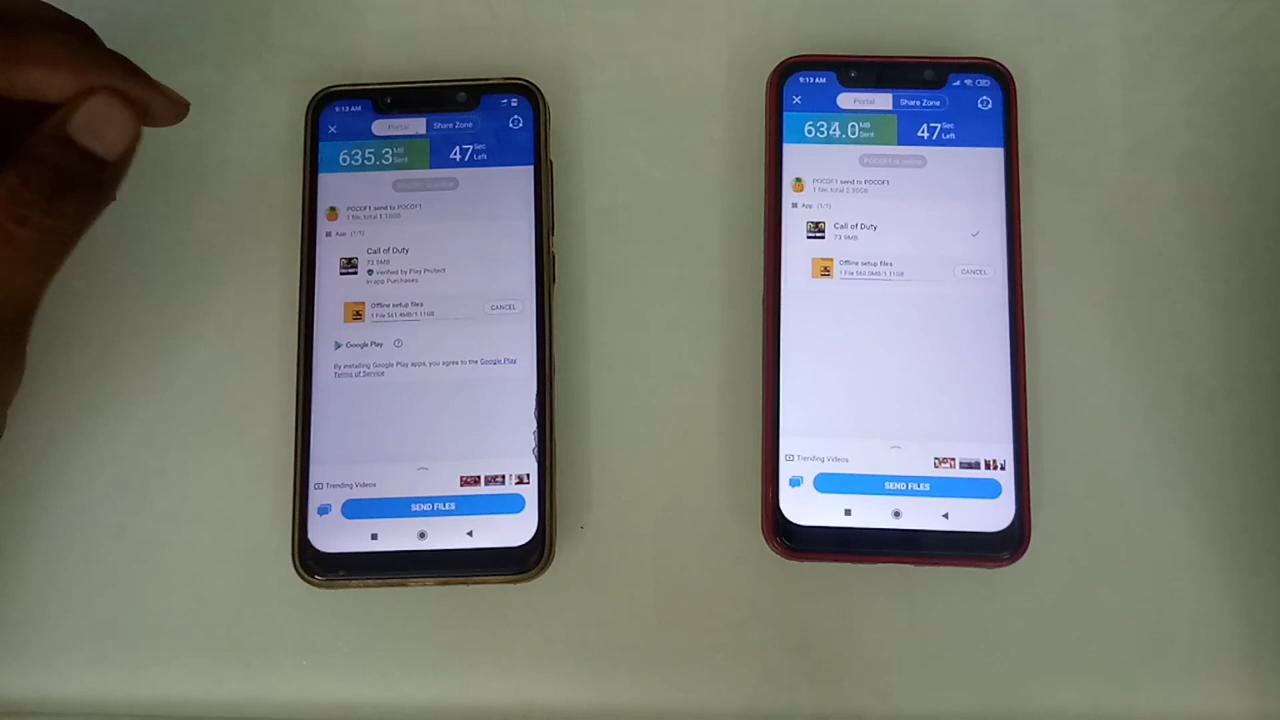 9:13 AM
Portal
Share Zone
635.3 MB Sent
47 Sec Left
POCOF1 send to POCOF1
1 file, total 1.18GB
App (1/1)
Call of Duty
73.9MB
Verified by Play Protect
In-app Purchases
Offline setup files
1 File 561.4MB/1.11GB
CANCEL
Google Play
By installing Google Play apps, you agree to the Google Play
Terms of Service
Trending Videos
SEND FILES
9:13 AM
Portal
Share Zone
634.0 MB Sent
47 Sec Left
POCOF1 is online
POCOF1 send to POCOF1
1 file, total 2.30GB
App (1/1)
Call of Duty
73.9MB
Offline setup files
1 File 560.0MB/1.11GB
CANCEL
Trending Videos
SEND FILES